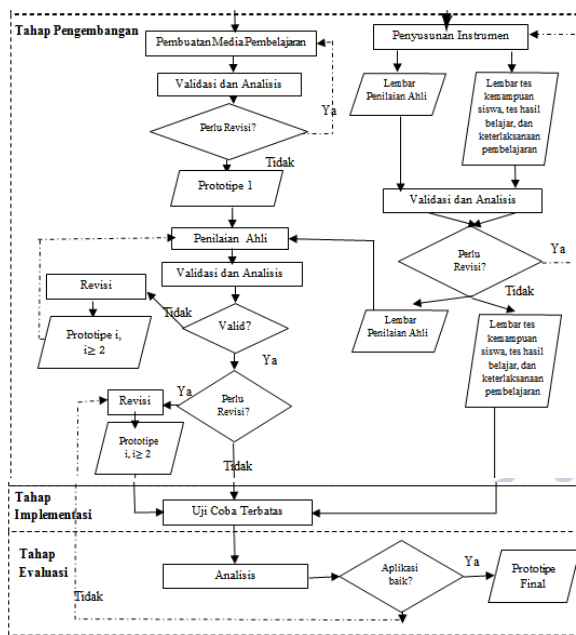 Tahap Pengembangan
Pembuatan Media Pembelajaran
Validasi dan Analisis
Ya
Perlu Revisi?
Tidak
Prototipe 1
Penilaian Ahli
Validasi dan Analisis
Revisi
Tidak
Valid?
Prototipe i,
i≥ 2
Ya
Revisi
Ya
Perlu
Revisi?
Prototipe
i, i≥ 2
Tidak
Penyusunan Instrumen
Lembar
Penilaian Ahli
Lembar tes
kemampuan
siswa, tes hasil
belajar, dan
keterlaksanaan
pembelajaran
Validasi dan Analisis
Perlu
Revisi?
Ya
Tidak
Lembar
Penilaian Ahli
Lembar tes
kemampuan
siswa, tes hasil
belajar, dan
keterlaksanaan
pembelajaran
Tahap
Implementasi
Uji Coba Terbatas
Tahap
Evaluasi
Tidak
Analisis
Aplikasi
baik?
Ya
Prototipe
Final